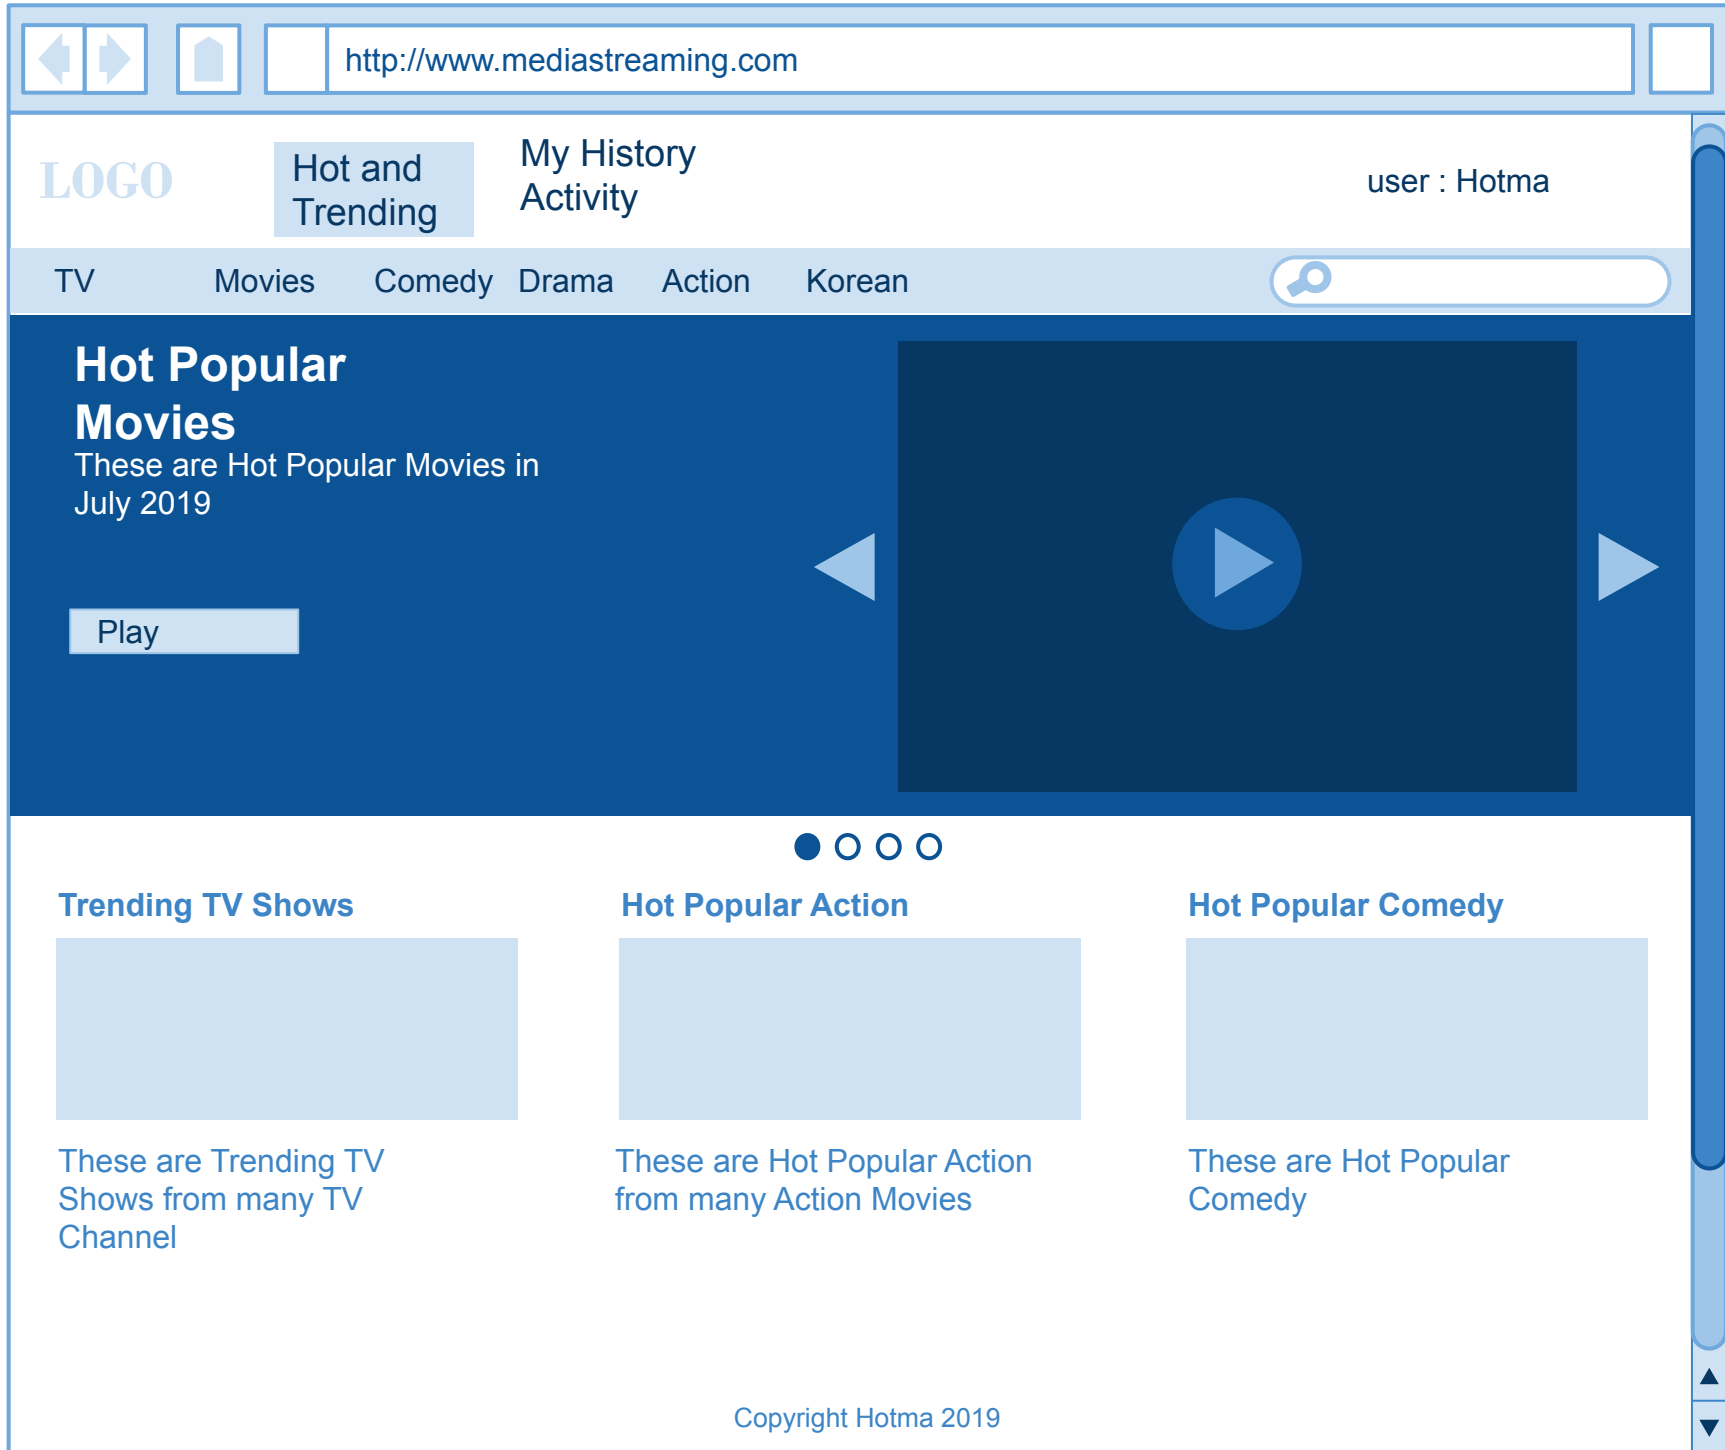 http://www.mediastreaming.com
LOGO
Hot and
Trending
My History
Activity
user : Hotma
TV Movies Comedy Drama Action Korean
Hot Popular
Movies
These are Hot Popular Movies in
July 2019
Play
Trending TV Shows
These are Trending TV
Shows from many TV
Channel
Hot Popular Action
These are Hot Popular Action
from many Action Movies
Hot Popular Comedy
These are Hot Popular
Comedy
Copyright Hotma 2019